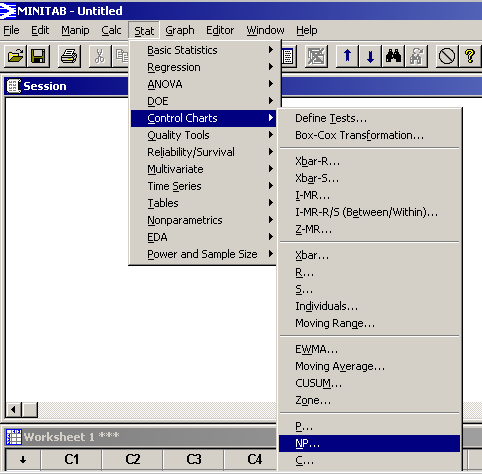 MINITAB - Untitled
File Edit Manip Calc Stat Graph Editor Window Help
Session
Basic Statistics
Regression
ANOVA
DOE
Control Charts
Quality Tools
Reliability/Survival
Multivariate
Time Series
Tables
Nonparametrics
EDA
Power and Sample Size
Define Tests...
Box-Cox Transformation...
Xbar-R...
Xbar-S...
I-MR...
I-MR-R/S (Between/Within)...
Z-MR...
Xbar...
R...
S...
Individuals...
Moving Range...
EWMA...
Moving Average...
CUSUM...
Zone...
P...
NP...
C...
Worksheet 1 ***
C1 C2 C3 C4